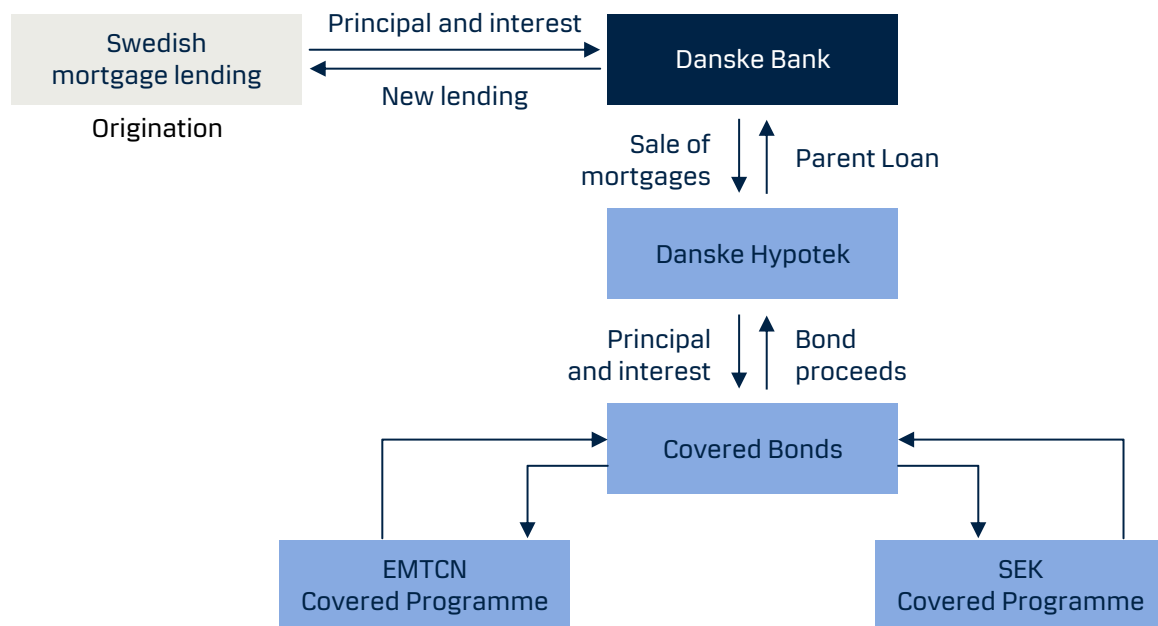 Principal and interest
Swedish
mortgage lending
Danske Bank
New lending
Origination
Sale of
mortgages
Parent Loan
Danske Hypotek
Principal
and interest
Bond
proceeds
Covered Bonds
EMTCN
Covered Programme
SEK
Covered Programme